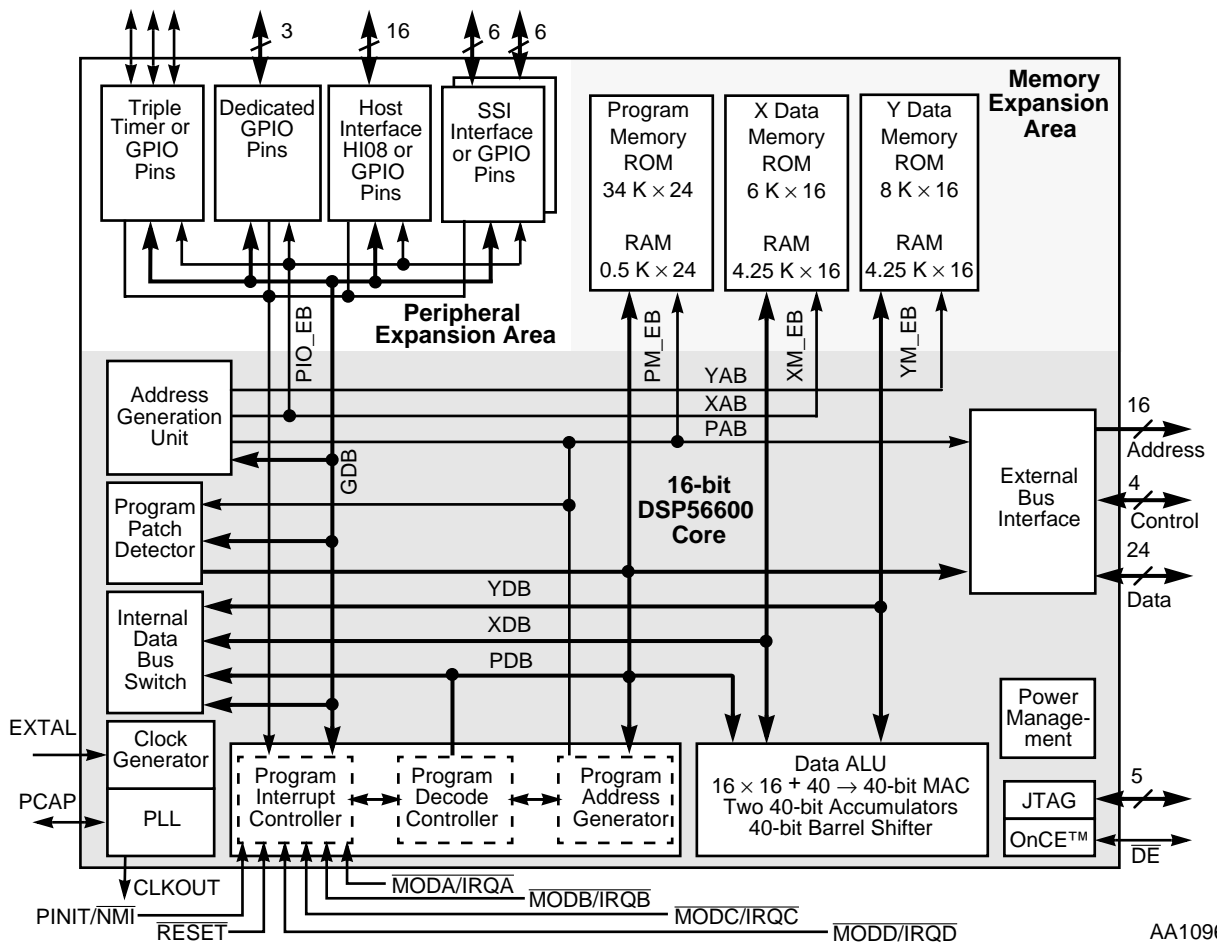 3
16
6
6
Triple
Timer or
GPIO
Pins
Dedicated
GPIO
Pins
Host
Interface
HI08 or
GPIO
Pins
SSI
Interface
or GPIO
Pins
Program
Memory
ROM
34 K × 24
RAM
0.5 K × 24
X Data
Memory
ROM
6 K × 16
RAM
4.25 K × 16
Y Data
Memory
ROM
8 K × 16
RAM
4.25 K × 16
Memory
Expansion
Area
Peripheral
Expansion Area
PIO_EB
PM_EB
XM_EB
YM_EB
Address
Generation
Unit
YAB
XAB
PAB
GDB
Program
Patch
Detector
16-bit
DSP56600
Core
External
Bus
Interface
16
Address
4
Control
24
Data
Internal
Data
Bus
Switch
YDB
XDB
PDB
Power
Manage-
ment
EXTAL
Clock
Generator
PCAP
PLL
Program
Interrupt
Controller
Program
Decode
Controller
Program
Address
Generator
Data ALU
16 × 16 + 40 → 40-bit MAC
Two 40-bit Accumulators
40-bit Barrel Shifter
JTAG
5
OnCE™
DE
CLKOUT
MODA/IRQA
MODB/IRQB
PINIT/NMI
MODC/IRQC
RESET
MODD/IRQD
AA1096